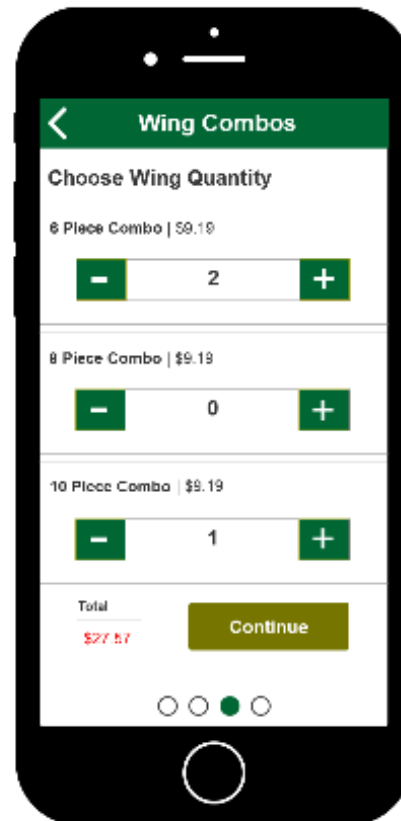 Wing Combos
Choose Wing Quantity
6 Piece Combo | $9.19
- 2 +
8 Piece Combo | $9.19
- 0 +
10 Piece Combo | $9.19
- 1 +
Total
$27.57
Continue